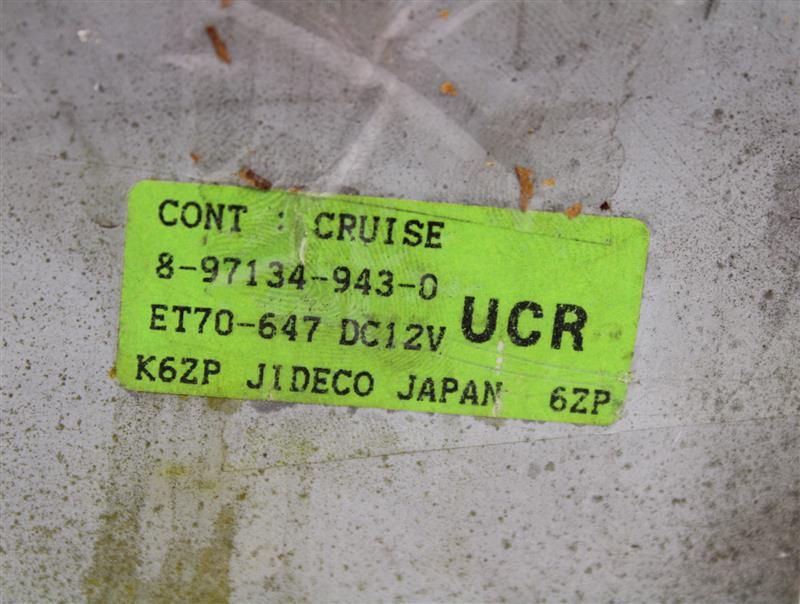 CONT : CRUISE
8-97134-943-0
ET70-647 DC12V UCR
K6ZP JIDECO JAPAN 6ZP